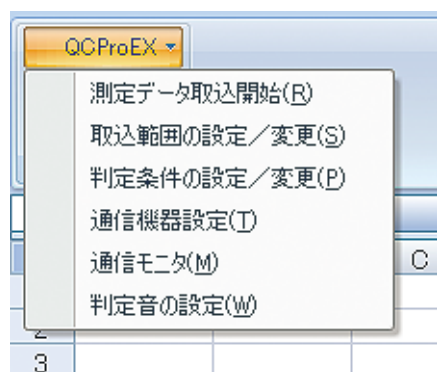 QCProEX
測定データ取込開始(R)
取込範囲の設定／変更(S)
判定条件の設定／変更(P)
通信機器設定(T)
通信モニタ(M)
C
判定音の設定(W)
2
3